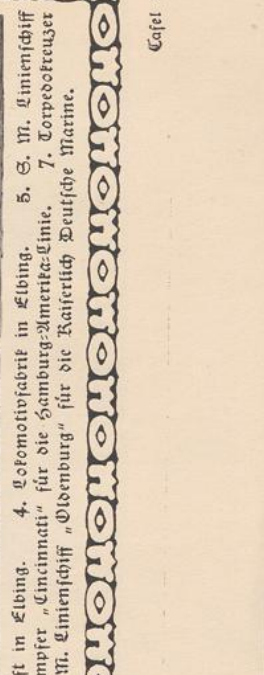 ft in Elbing. 4. Lokomotivfabrik in Elbing. 5. S. M. Linienschiff
mpfer „Cincinnati“ für die Hamburg-Amerika-Linie. 7. Torpedokreuzer
M. Linienschiff „Oldenburg“ für die Kaiserlich Deutsche Marine.
Tafel